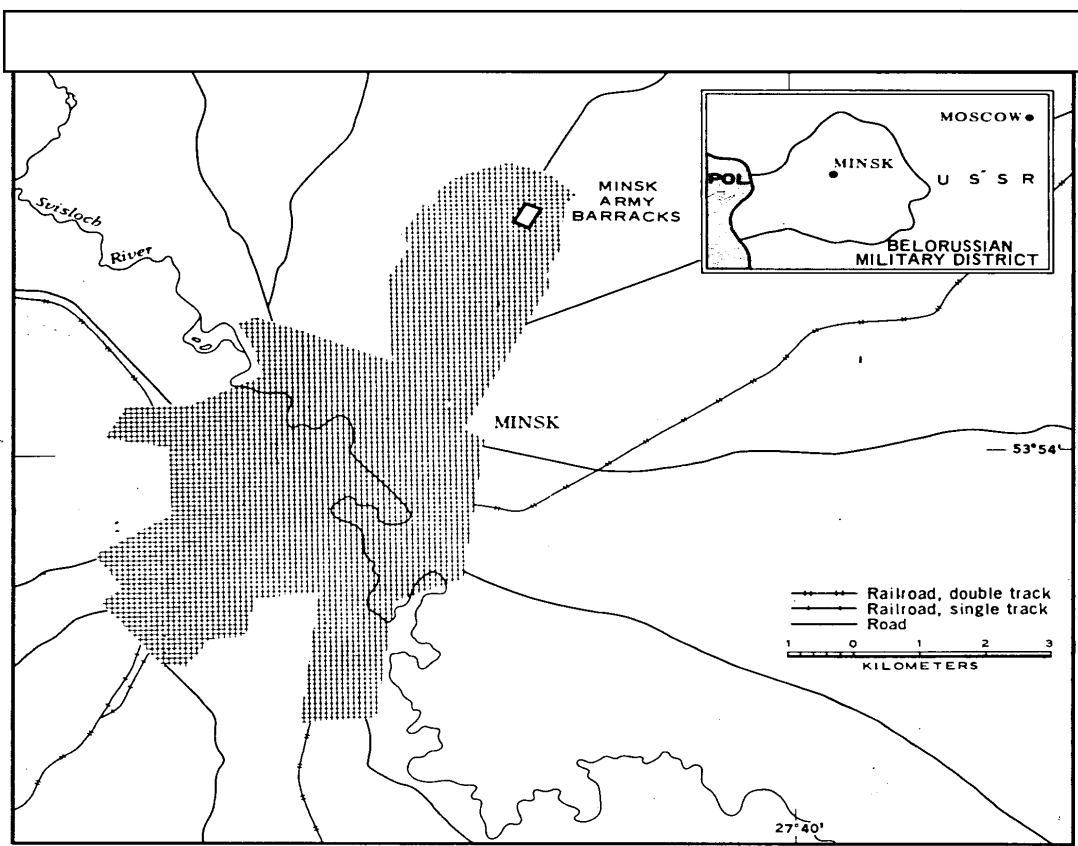 MOSCOW
MINSK
POL
U S S R
BELORUSSIAN
MILITARY DISTRICT
MINSK
ARMY
BARRACKS
Svisloch
River
MINSK
53°54'
Railroad, double track
Railroad, single track
Road
1 0 1 2 3
KILOMETERS
27°40'